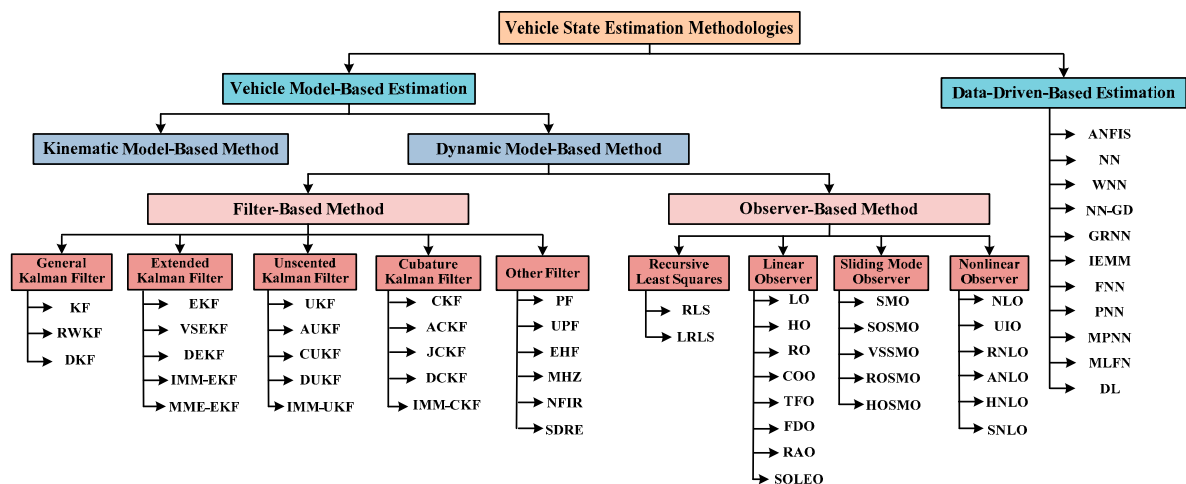 Vehicle State Estimation Methodologies
Vehicle Model-Based Estimation
Data-Driven-Based Estimation
Kinematic Model-Based Method
Dynamic Model-Based Method
Filter-Based Method
Observer-Based Method
General
Kalman Filter
KF
RWKF
DKF
Extended
Kalman Filter
EKF
VSEKF
DEKF
IMM-EKF
MME-EKF
Unscented
Kalman Filter
UKF
AUKF
CUKF
DUKF
IMM-UKF
Cubature
Kalman Filter
CKF
ACKF
JCKF
DCKF
IMM-CKF
Other Filter
PF
UPF
EHF
MHZ
NFIR
SDRE
Recursive
Least Squares
RLS
LRLS
Linear
Observer
LO
HO
RO
COO
TFO
FDO
RAO
SOLEO
Sliding Mode
Observer
SMO
SOSMO
VSSMO
ROSMO
HOSMO
Nonlinear
Observer
NLO
UIO
RNLO
ANLO
HNLO
SNLO
ANFIS
NN
WNN
NN-GD
GRNN
IEMM
FNN
PNN
MPNN
MLFN
DL